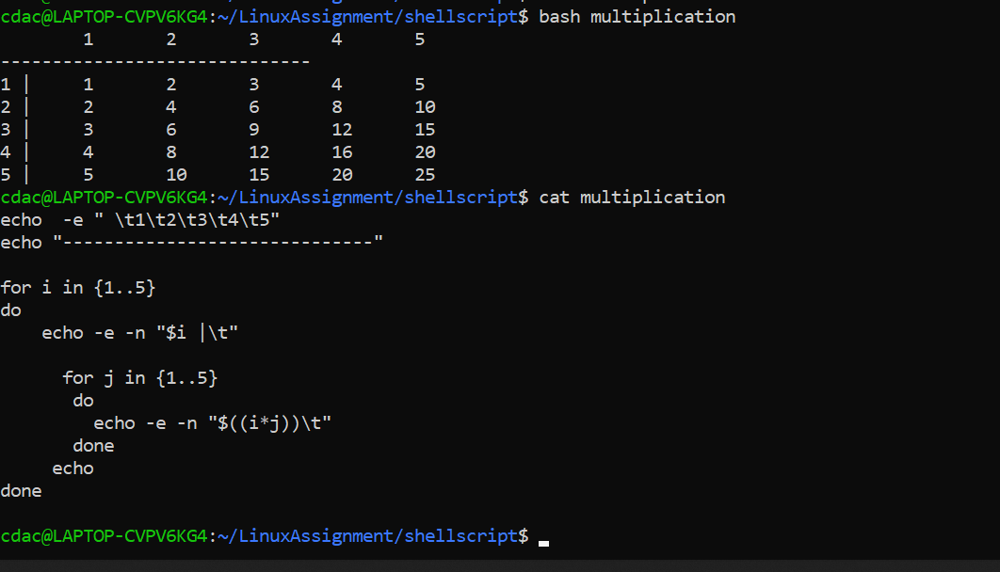 cdac@LAPTOP-CVPV6KG4:~/LinuxAssignment/shellscript$ bash multiplication
        1       2       3       4       5
------------------------------
1 |     1       2       3       4       5
2 |     2       4       6       8       10
3 |     3       6       9       12      15
4 |     4       8       12      16      20
5 |     5       10      15      20      25
cdac@LAPTOP-CVPV6KG4:~/LinuxAssignment/shellscript$ cat multiplication
echo  -e " \t1\t2\t3\t4\t5"
echo "------------------------------"

for i in {1..5}
do
    echo -e -n "$i |\t"

      for j in {1..5}
       do
         echo -e -n "$((i*j))\t"
       done
     echo
done

cdac@LAPTOP-CVPV6KG4:~/LinuxAssignment/shellscript$